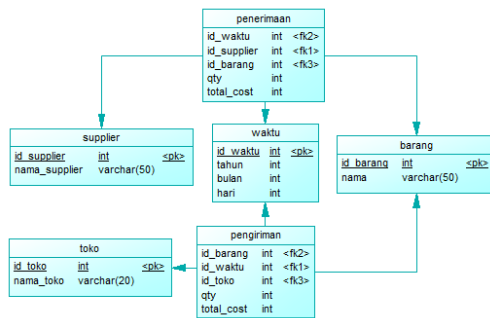 penerimaan
id_waktu int <fk2>
id_supplier int <fk1>
id_barang int <fk3>
qty int
total_cost int
supplier
id_supplier int <pk>
nama_supplier varchar(50)
waktu
id_waktu int <pk>
tahun int
bulan int
hari int
barang
id_barang int <pk>
nama varchar(50)
toko
id_toko int <pk>
nama_toko varchar(20)
pengiriman
id_barang int <fk2>
id_waktu int <fk1>
id_toko int <fk3>
qty int
total_cost int